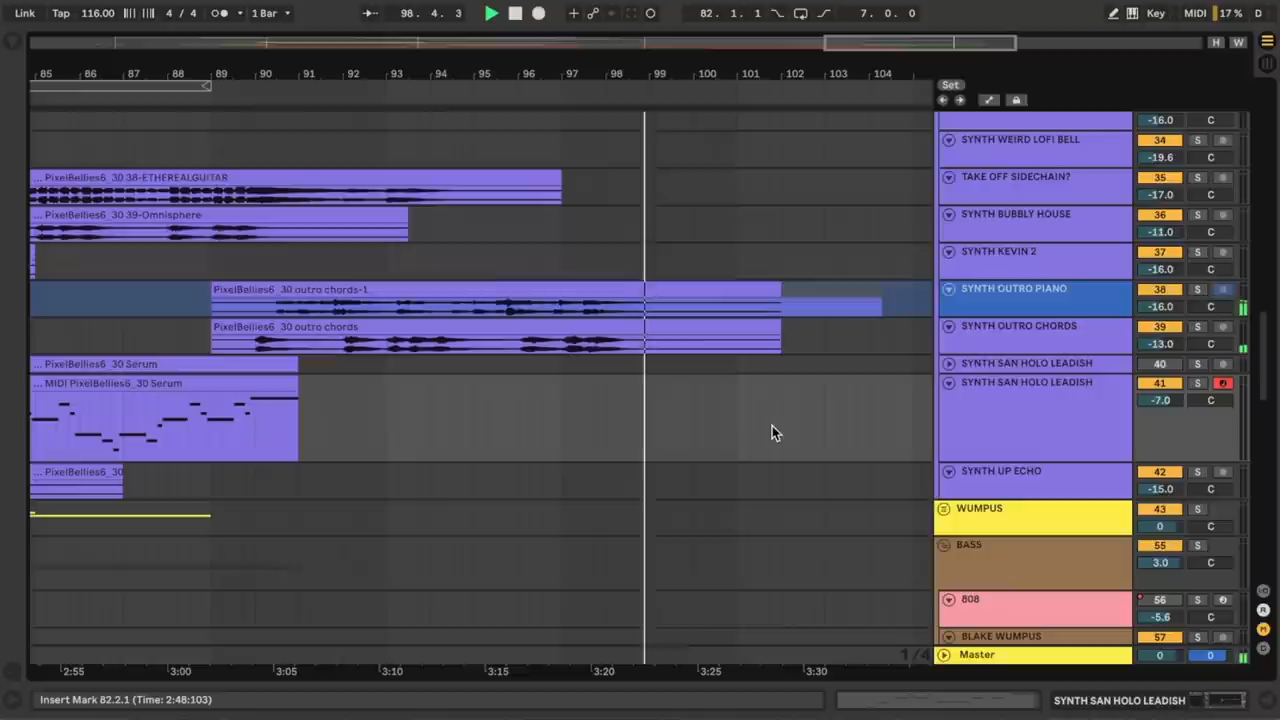 Link Tap 116.00 4 / 4 1 Bar 98. 4. 3 82. 1. 1 7. 0. 0 Key MIDI 17 % D
H W
85 86 87 88 89 90 91 92 93 94 95 96 97 98 99 100 101 102 103 104
Set
-16.0 C
SYNTH WEIRD LOFI BELL 34 S
-19.6 C
... PixelBellies6_30 38-ETHEREALGUITAR TAKE OFF SIDECHAIN? 35 S
-17.0 C
... PixelBellies6_30 39-Omnisphere SYNTH BUBBLY HOUSE 36 S
-11.0 C
SYNTH KEVIN 2 37 S
-16.0 C
PixelBellies6_30 outro chords-1... SYNTH OUTRO PIANO 38 S
-16.0 C
PixelBellies6_30 outro chords SYNTH OUTRO CHORDS 39 S
-13.0 C
... PixelBellies6_30 Serum SYNTH SAN HOLO LEADISH 40 S
... MIDI PixelBellies6_30 Serum SYNTH SAN HOLO LEADISH 41 S
-7.0 C
... PixelBellies6_30 SYNTH UP ECHO 42 S
-15.0 C
WUMPUS 43 S
0 C
BASS 55 S
3.0 C
808 56 S
-5.6 C
BLAKE WUMPUS 57 S
1/4 Master 0 0
2:55 3:00 3:05 3:10 3:15 3:20 3:25 3:30
Insert Mark 82.2.1 (Time: 2:48:103) SYNTH SAN HOLO LEADISH
R
M
D